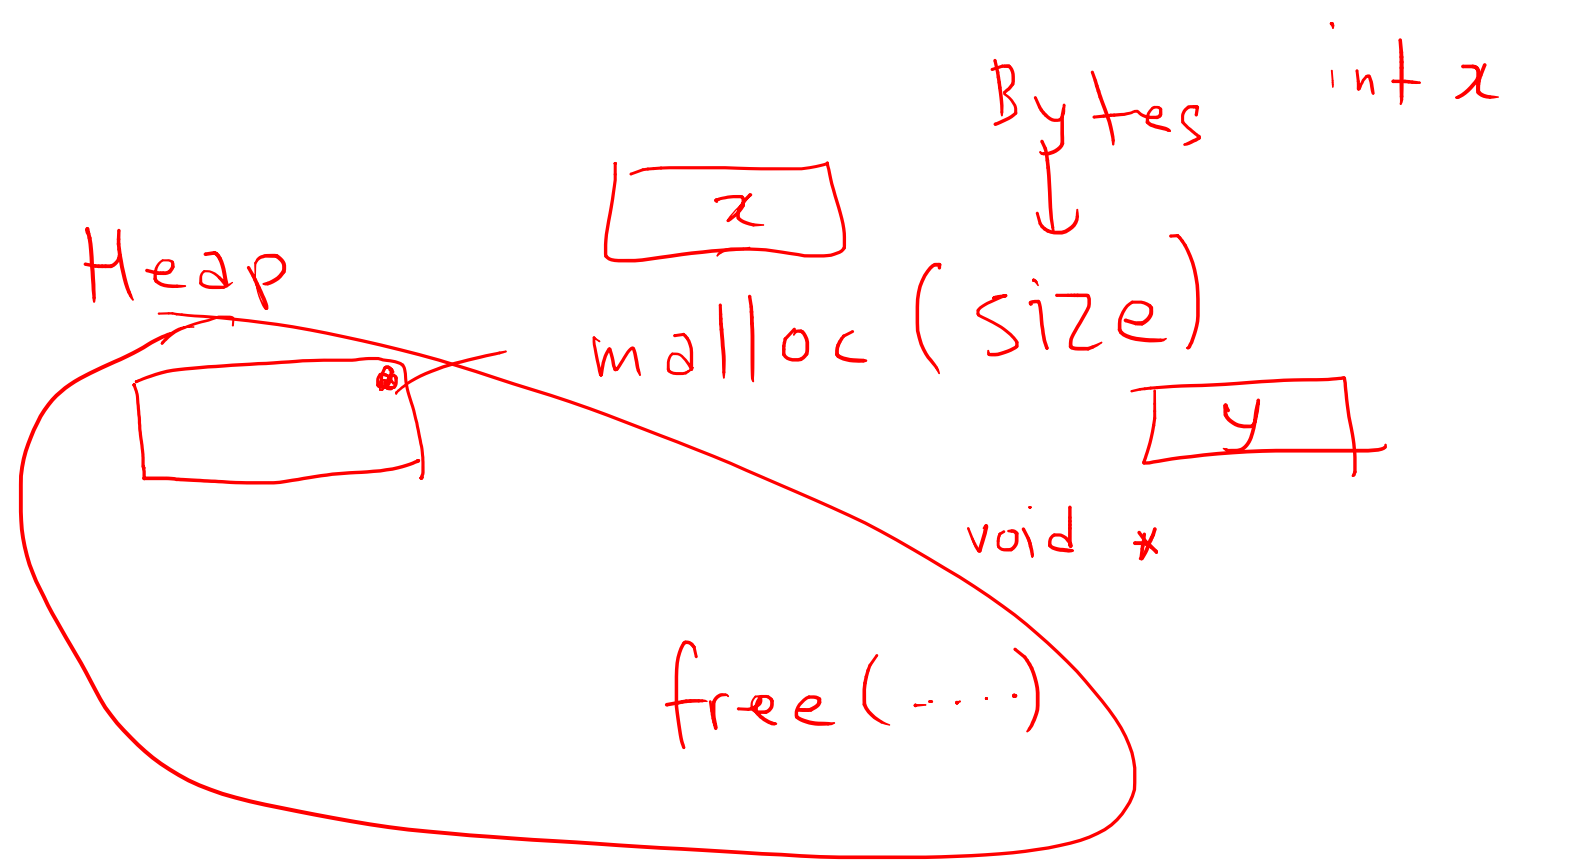 Bytes
int x
x
Heap
malloc (size)
y
void *
free (.....)